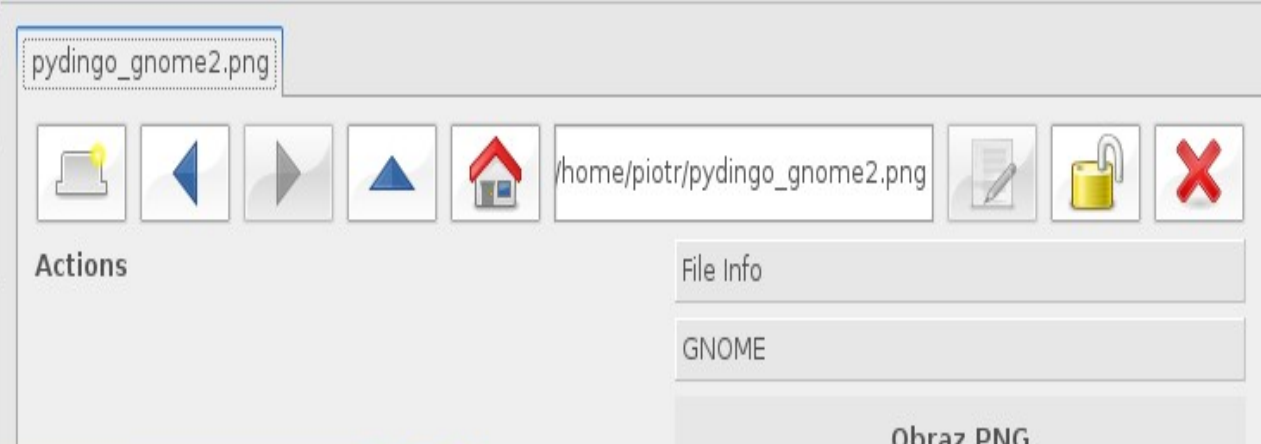 pydingo_gnome2.png
/home/piotr/pydingo_gnome2.png
Actions
File Info
GNOME
Obraz PNG